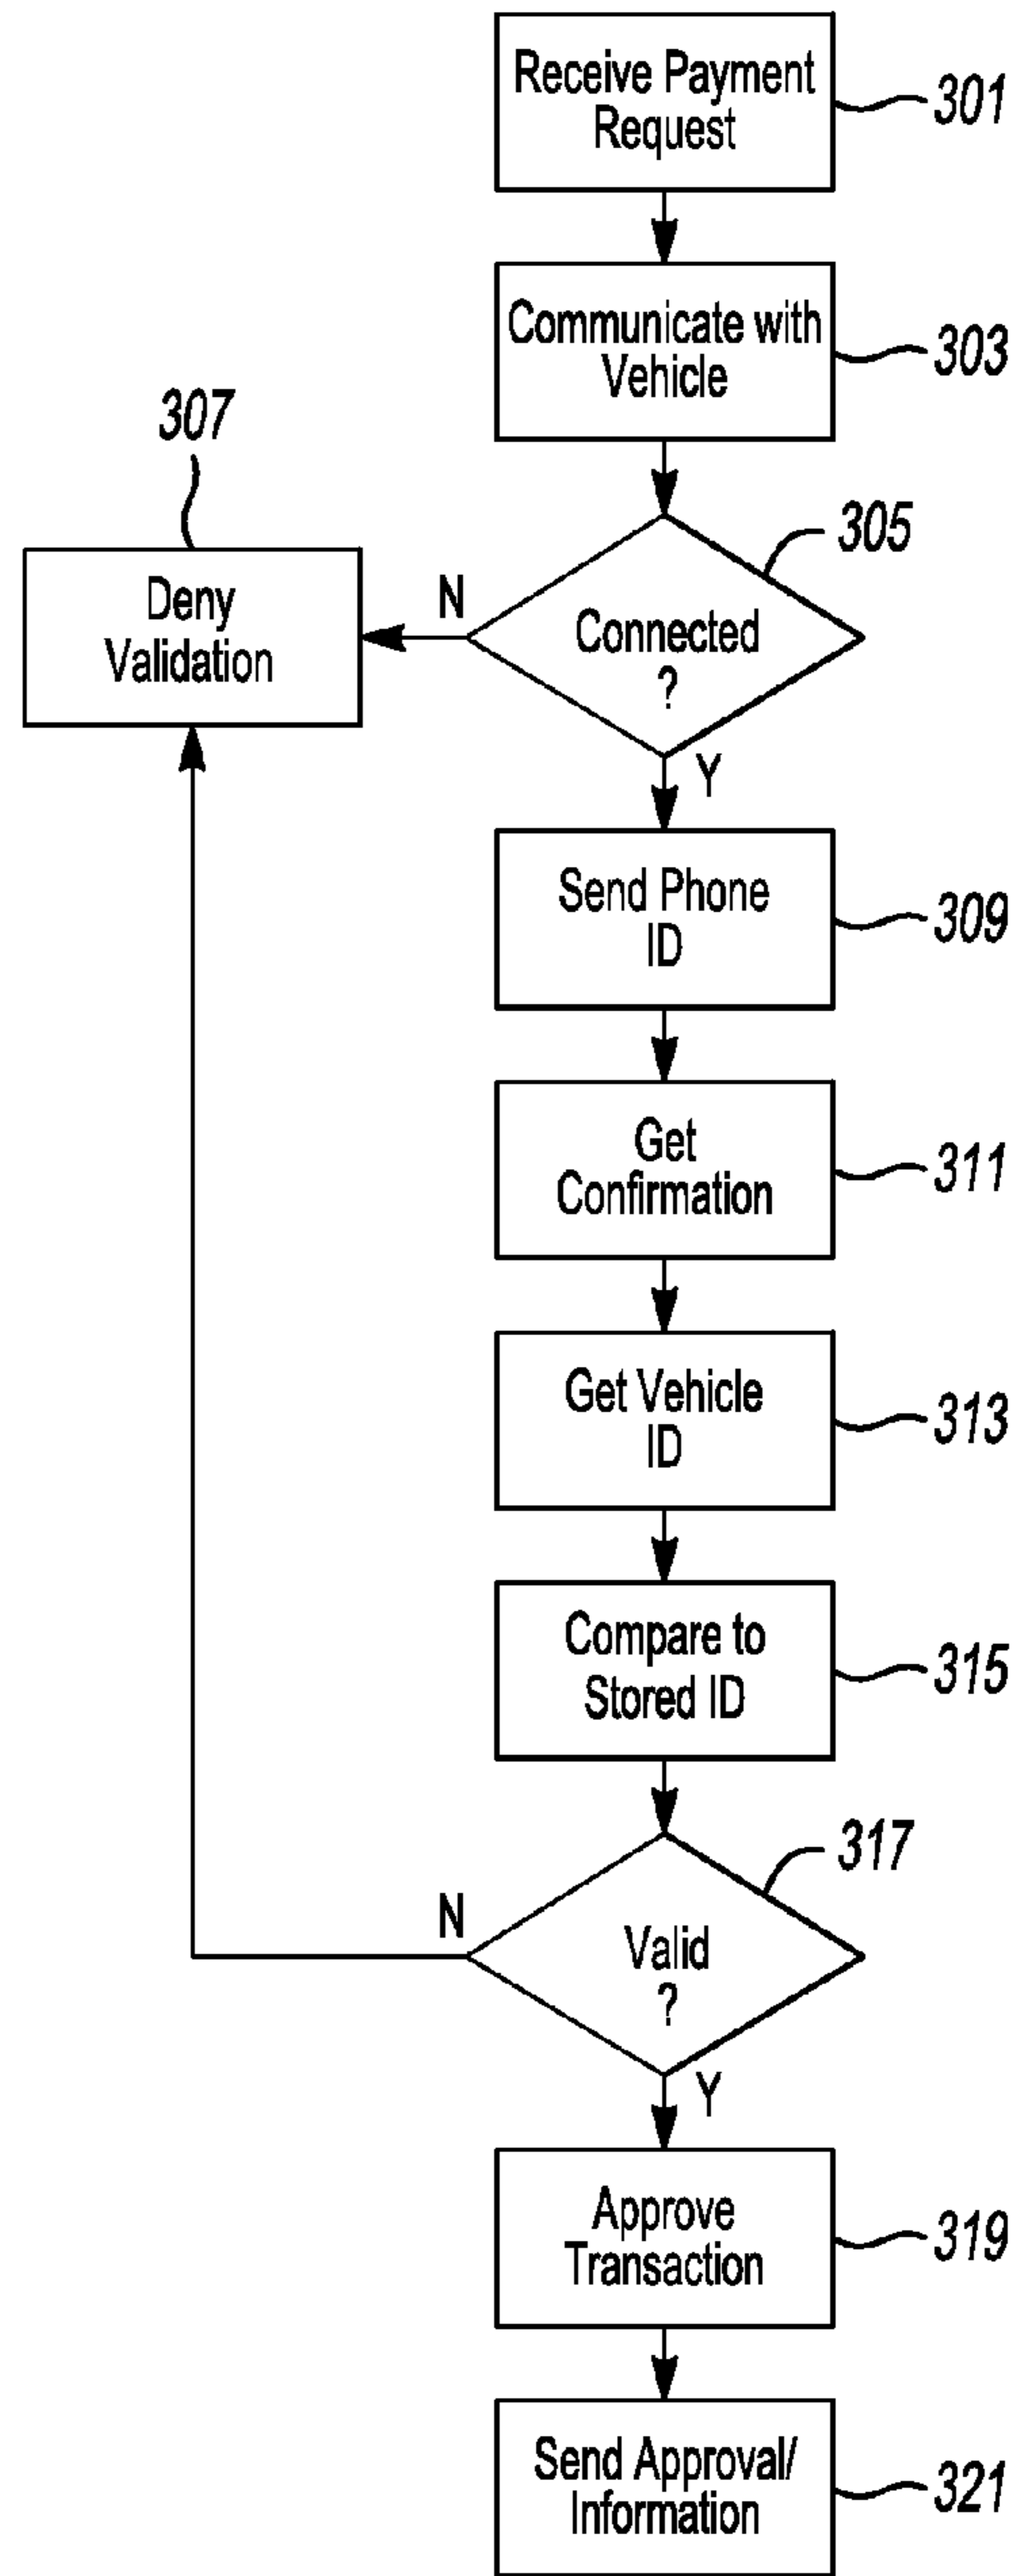 Receive Payment
Request
301
Communicate with
Vehicle
303
307
Deny
Validation
N
Connected
?
305
Y
Send Phone
ID
309
Get
Confirmation
311
Get Vehicle
ID
313
Compare to
Stored ID
315
317
N
Valid
?
Y
Approve
Transaction
319
Send Approval/
Information
321